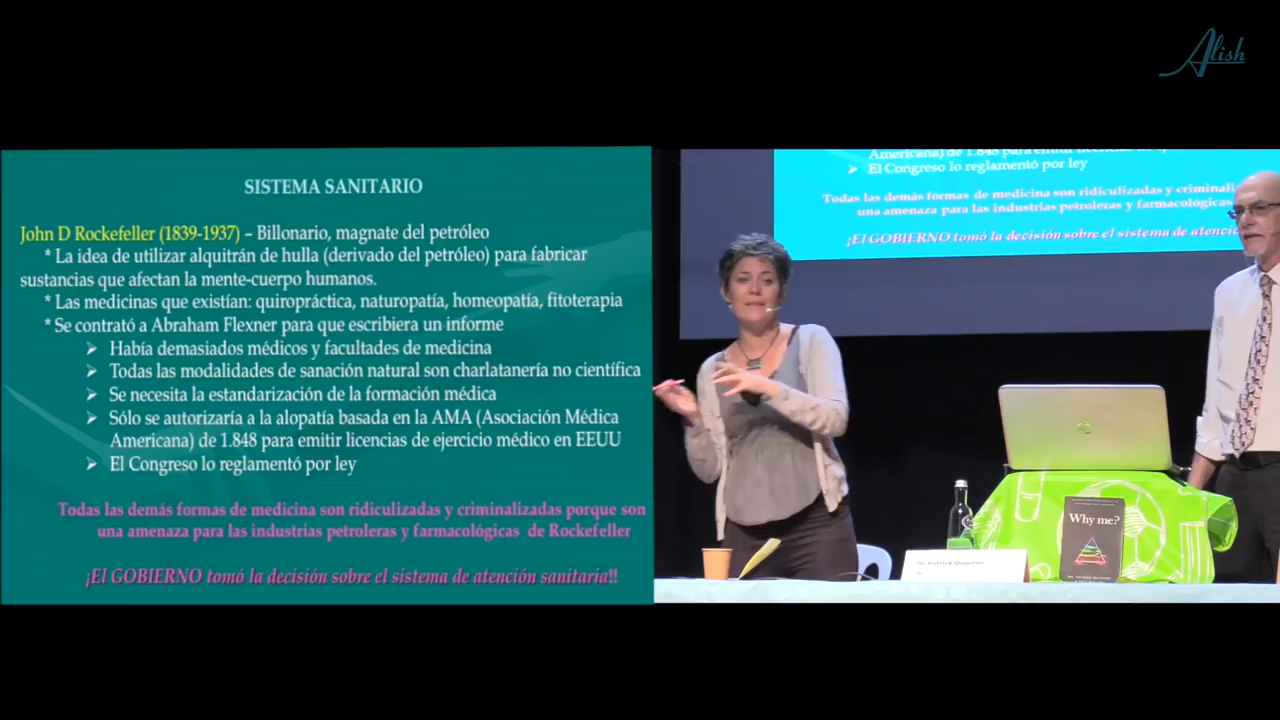 Alish
SISTEMA SANITARIO
John D Rockefeller (1839-1937) – Billonario, magnate del petróleo
* La idea de utilizar alquitrán de hulla (derivado del petróleo) para fabricar
sustancias que afectan la mente-cuerpo humanos.
* Las medicinas que existían: quiropráctica, naturopatía, homeopatía, fitoterapia
* Se contrató a Abraham Flexner para que escribiera un informe
➢ Había demasiados médicos y facultades de medicina
➢ Todas las modalidades de sanación natural son charlatanería no científica
➢ Se necesita la estandarización de la formación médica
➢ Sólo se autorizaría a la alopatía basada en la AMA (Asociación Médica
Americana) de 1.848 para emitir licencias de ejercicio médico en EEUU
➢ El Congreso lo reglamentó por ley
Todas las demás formas de medicina son ridiculizadas y criminalizadas porque son
una amenaza para las industrias petroleras y farmacológicas de Rockefeller
¡El GOBIERNO tomó la decisión sobre el sistema de atención sanitaria!!
Americana) de 1.848 para emitir licencias de
➢ El Congreso lo reglamentó por ley
Todas las demás formas de medicina son ridiculizadas y criminali
una amenaza para las industrias petroleras y farmacológicas
¡El GOBIERNO tomó la decisión sobre el sistema de atenció
Why me?
Dr. Patrick Quanten